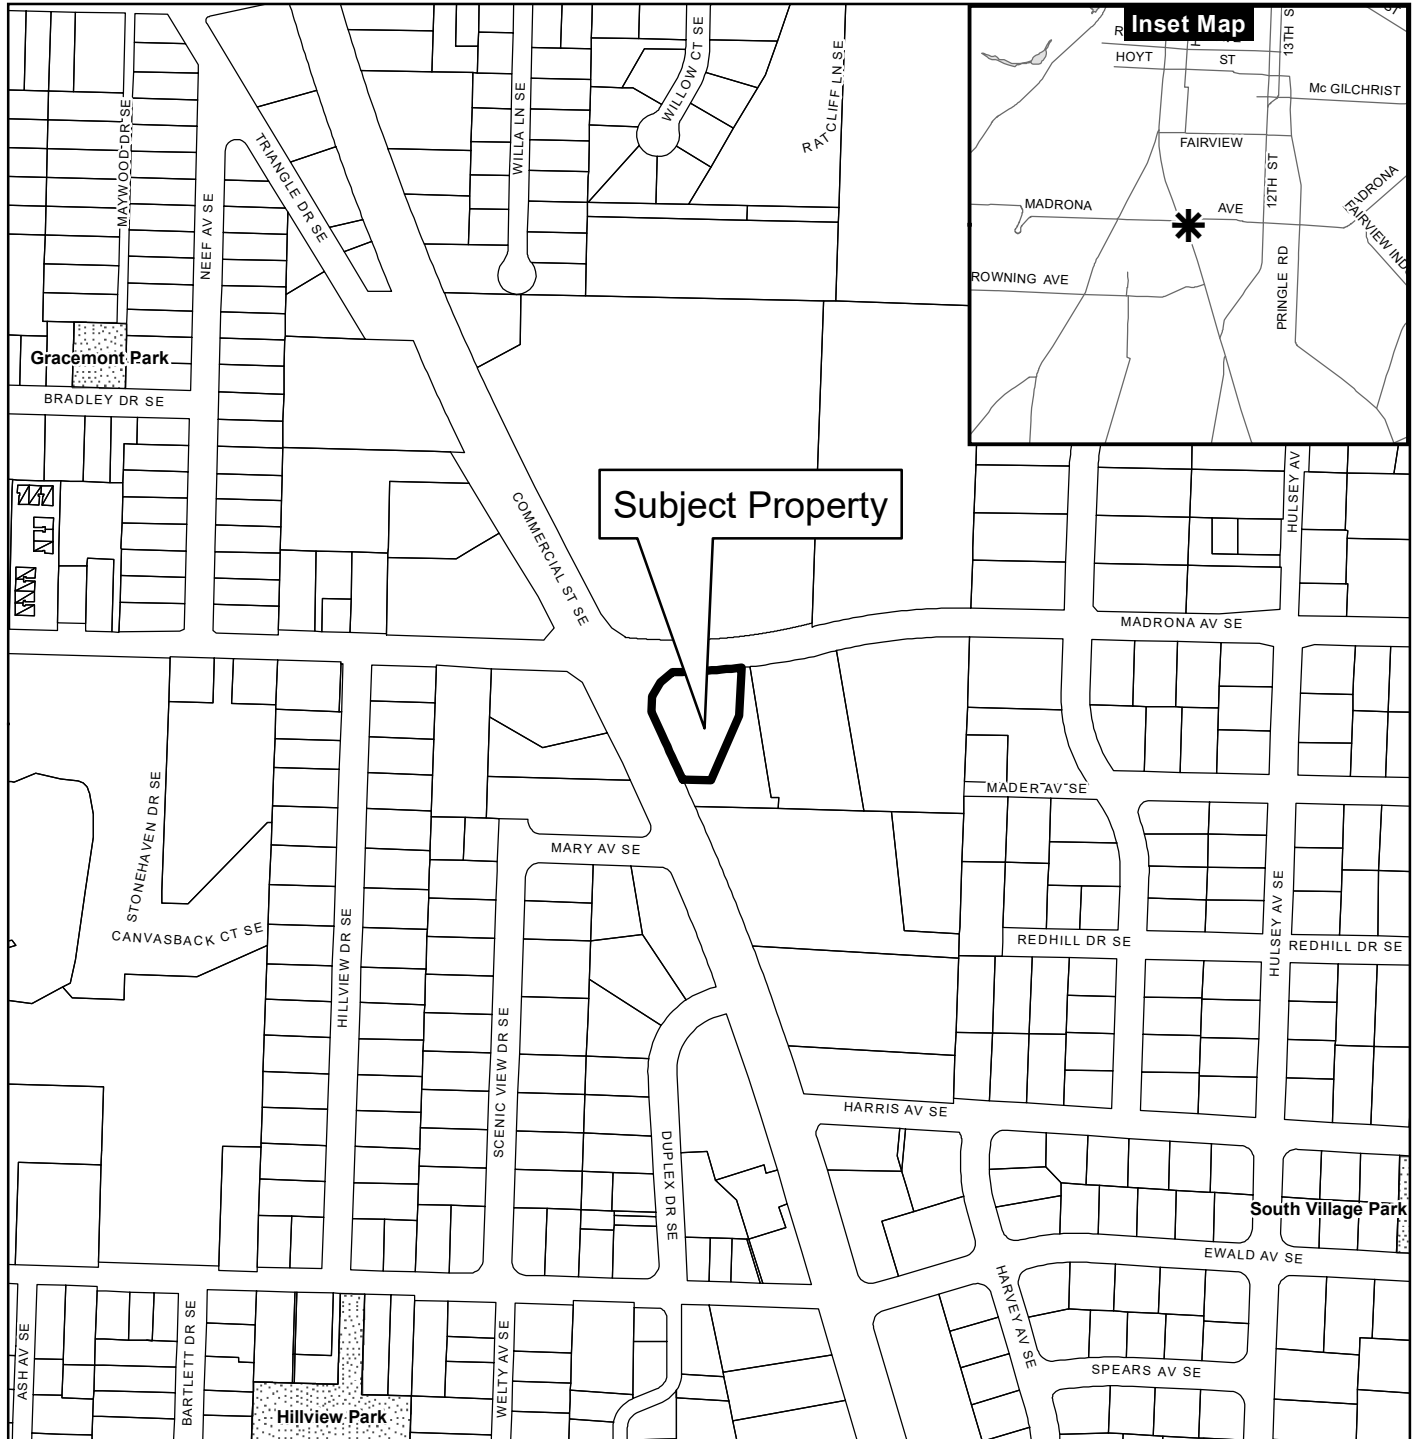 Inset Map
13TH S
ST
HOYT
ST
Mc GILCHRIST
FAIRVIEW
12TH ST
MADRONA
AVE
FAIRVIEW IND
ROWNING AVE
PRINGLE RD
WILLOW CT SE
RATCLIFF LN SE
WILLA LN SE
MAYWOOD DR SE
TRIANGLE DR SE
NEEF AV SE
Gracemont Park
BRADLEY DR SE
HULSEY AV
Subject Property
COMMERCIAL ST SE
MADRONA AV SE
MADER AV SE
STONEHAVEN DR SE
MARY AV SE
CANVASBACK CT SE
HILLVIEW DR SE
REDHILL DR SE
HULSEY AV SE
REDHILL DR SE
SCENIC VIEW DR SE
HARRIS AV SE
DUPLEX DR SE
South Village Park
EWALD AV SE
HARVEY AV SE
ASH AV SE
BARTLETT DR SE
WELTY AV SE
SPEARS AV SE
Hillview Park